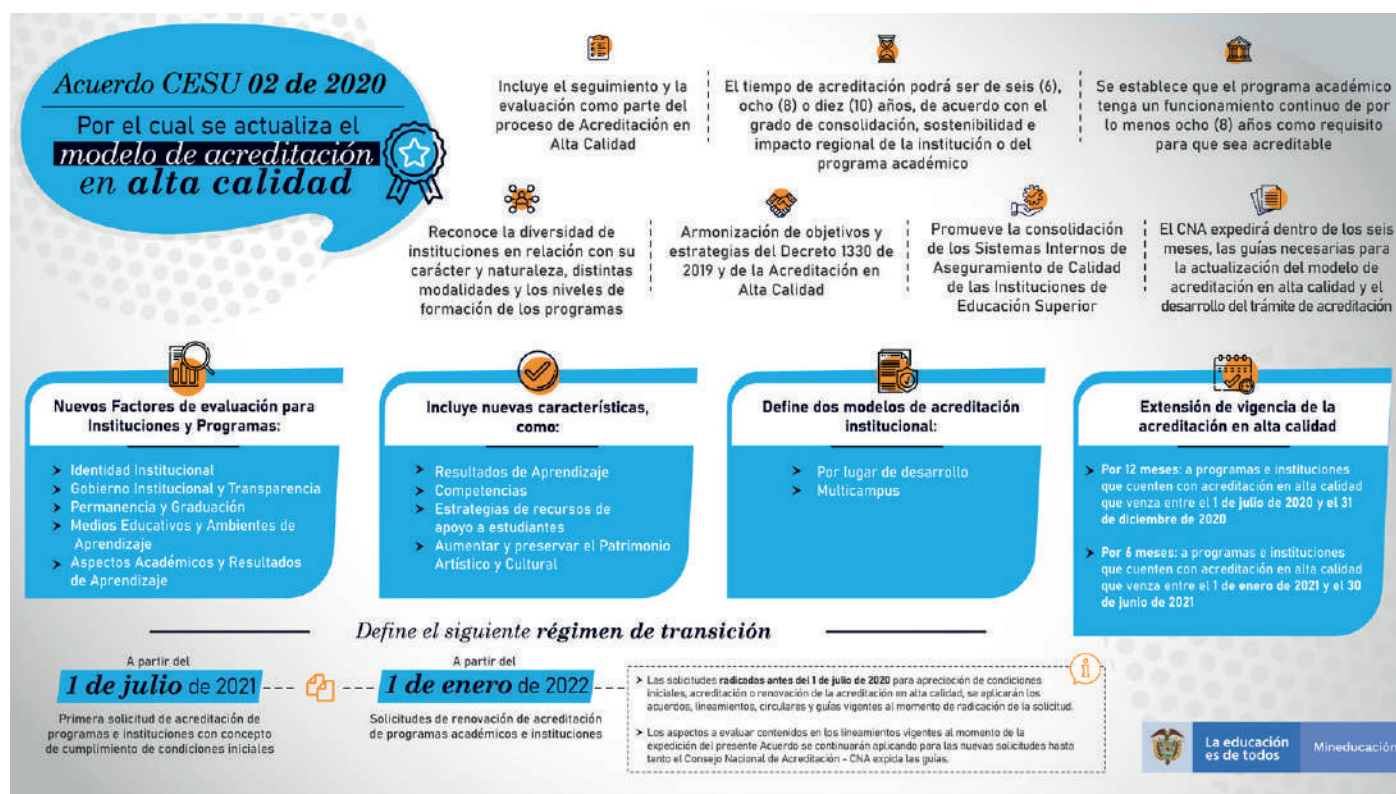 Acuerdo CESU 02 de 2020
Por el cual se actualiza el
modelo de acreditación
en alta calidad
Incluye el seguimiento y la
evaluación como parte del
proceso de Acreditación en
Alta Calidad
El tiempo de acreditación podrá ser de seis (6),
ocho (8) o diez (10) años, de acuerdo con el
grado de consolidación, sostenibilidad e
impacto regional de la institución o del
programa académico
Se establece que el programa académico
tenga un funcionamiento continuo de por
lo menos ocho (8) años como requisito
para que sea acreditable
Reconoce la diversidad de
instituciones en relación con su
carácter y naturaleza, distintas
modalidades y los niveles de
formación de los programas
Armonización de objetivos y
estrategias del Decreto 1330 de
2019 y de la Acreditación en
Alta Calidad
Promueve la consolidación
de los Sistemas Internos de
Aseguramiento de Calidad
de las Instituciones de
Educación Superior
El CNA expedirá dentro de los seis
meses, las guías necesarias para
la actualización del modelo de
acreditación en alta calidad y el
desarrollo del trámite de acreditación
Nuevos Factores de evaluación para
Instituciones y Programas:
➤ Identidad Institucional
➤ Gobierno Institucional y Transparencia
➤ Permanencia y Graduación
➤ Medios Educativos y Ambientes de
Aprendizaje
➤ Aspectos Académicos y Resultados
de Aprendizaje
Incluye nuevas características,
como:
➤ Resultados de Aprendizaje
➤ Competencias
➤ Estrategias de recursos de
apoyo a estudiantes
➤ Aumentar y preservar el Patrimonio
Artístico y Cultural
Define dos modelos de acreditación
institucional:
➤ Por lugar de desarrollo
➤ Multicampus
Extensión de vigencia de la
acreditación en alta calidad
➤ Por 12 meses: a programas e instituciones
que cuenten con acreditación en alta calidad
que venza entre el 1 de julio de 2020 y el 31
de diciembre de 2020
➤ Por 6 meses: a programas e instituciones
que cuenten con acreditación en alta calidad
que venza entre el 1 de enero de 2021 y el 30
de junio de 2021
Define el siguiente régimen de transición
A partir del
1 de julio de 2021
Primera solicitud de acreditación de
programas e instituciones con concepto
de cumplimiento de condiciones iniciales
A partir del
1 de enero de 2022
Solicitudes de renovación de acreditación
de programas académicos e instituciones
➤ Las solicitudes radicadas antes del 1 de julio de 2020 para apreciación de condiciones
iniciales, acreditación o renovación de la acreditación en alta calidad, se aplicarán los
acuerdos, lineamientos, circulares y guías vigentes al momento de radicación de la solicitud.
➤ Los aspectos a evaluar contenidos en los lineamientos vigentes al momento de la
expedición del presente Acuerdo se continuarán aplicando para las nuevas solicitudes hasta
tanto el Consejo Nacional de Acreditación - CNA expida las guías.
La educación
es de todos
Mineducación